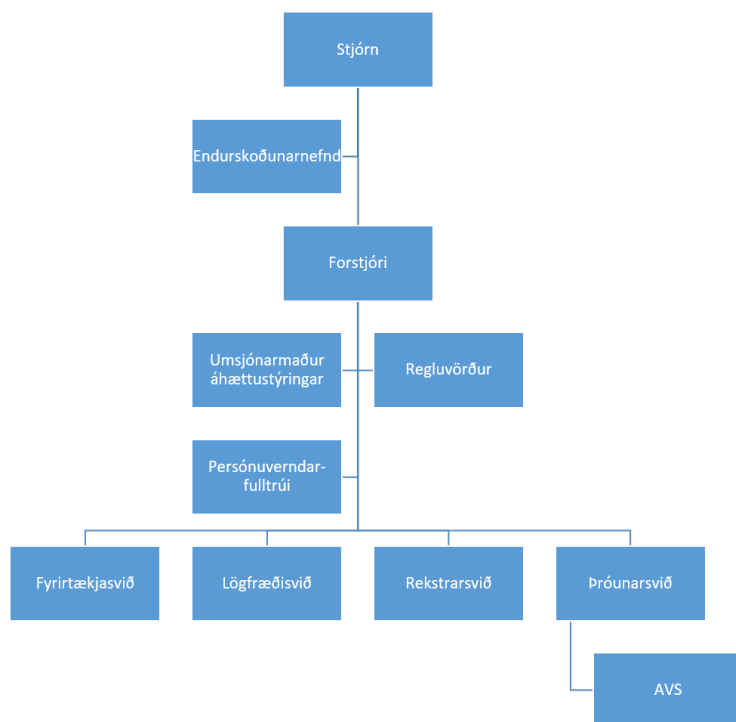 Stjórn
Endurskoðunarnefnd
Forstjóri
Umsjónarmaður
áhættustýringar
Regluvörður
Persónuverndar-
fulltrúi
Fyrirtækjasvið
Lögfræðisvið
Rekstrarsvið
Þróunarsvið
AVS